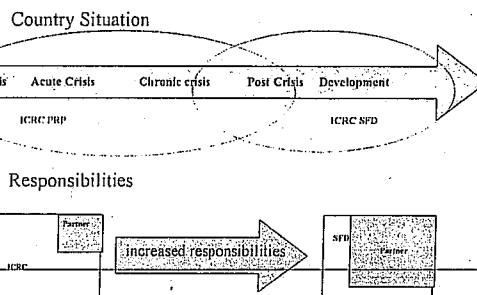 Country Situation
is Acute Crisis Chronic crisis Post Crisis Development
ICRC PRP ICRC SFD
Responsibilities
Partner
SFD
increased responsibilities
Partner
ICRC